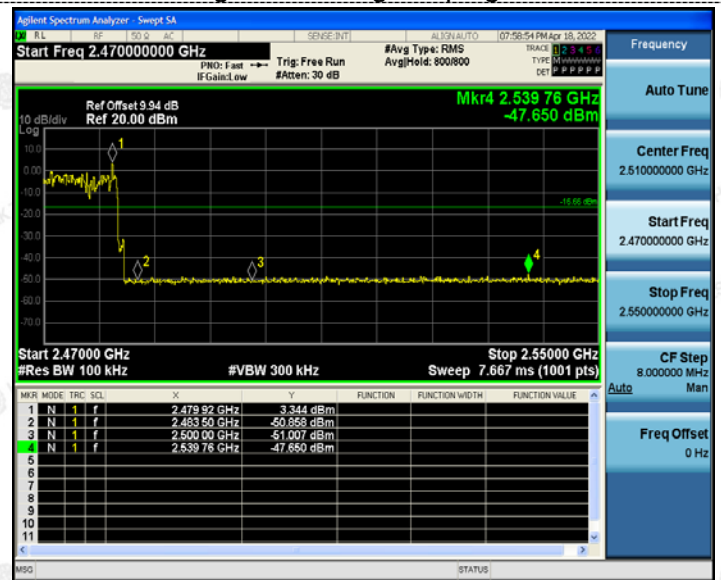 Agilent Spectrum Analyzer - Swept SA
RL RF 50 Ω AC SENSE:INT ALIGN AUTO 07:58:54 PM Apr 18, 2022
Start Freq 2.470000000 GHz
PNO: Fast
IFGain:Low
Trig: Free Run
#Atten: 30 dB
#Avg Type: RMS
Avg|Hold: 800/800
TRACE 1 2 3 4 5 6
TYPE M WWWWW
DET P P P P P P
Ref Offset 9.94 dB
10 dB/div Ref 20.00 dBm
Log
Mkr4 2.539 76 GHz
-47.650 dBm
10.0
0.00
-10.0
-20.0
-30.0
-40.0
-50.0
-60.0
-70.0
1
2
3
4
-16.66 dBm
Start 2.47000 GHz Stop 2.55000 GHz
#Res BW 100 kHz #VBW 300 kHz Sweep 7.667 ms (1001 pts)
MKR MODE TRC SCL X Y FUNCTION FUNCTION WIDTH FUNCTION VALUE
1 N 1 f 2.479 92 GHz 3.344 dBm
2 N 1 f 2.483 50 GHz -50.858 dBm
3 N 1 f 2.500 00 GHz -51.007 dBm
4 N 1 f 2.539 76 GHz -47.650 dBm
5
6
7
8
9
10
11
MSG STATUS
Frequency
Auto Tune
Center Freq
2.510000000 GHz
Start Freq
2.470000000 GHz
Stop Freq
2.550000000 GHz
CF Step
8.000000 MHz
Auto Man
Freq Offset
0 Hz